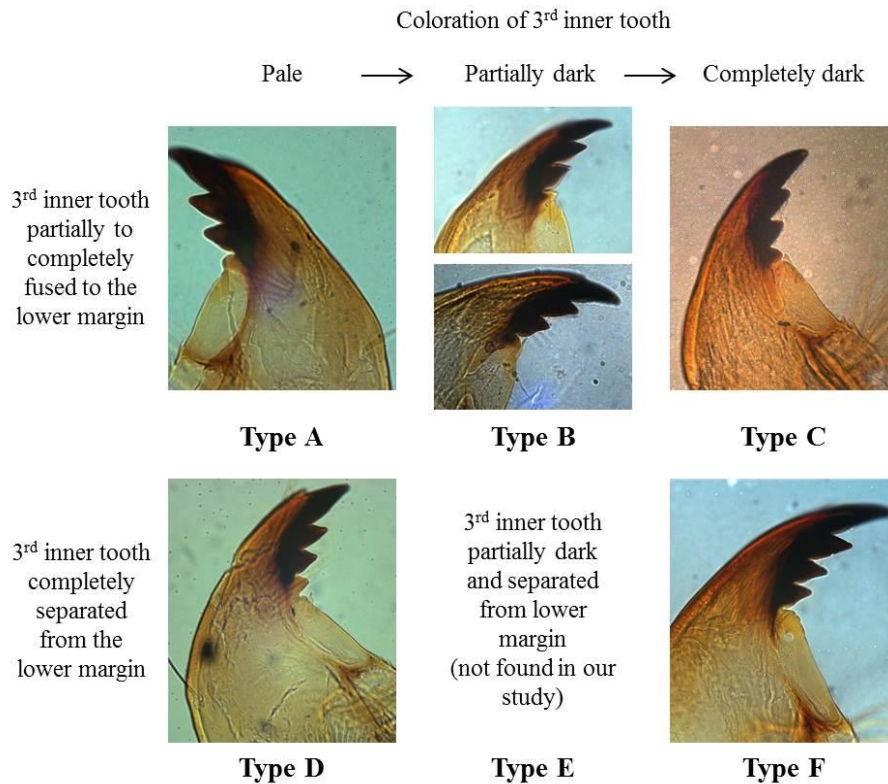 Coloration of 3rd inner tooth
Pale → Partially dark → Completely dark
3rd inner tooth
partially to
completely
fused to the
lower margin
Type A
Type B
Type C
3rd inner tooth
completely
separated
from the
lower margin
3rd inner tooth
partially dark
and separated
from lower
margin
(not found in our
study)
Type D
Type E
Type F